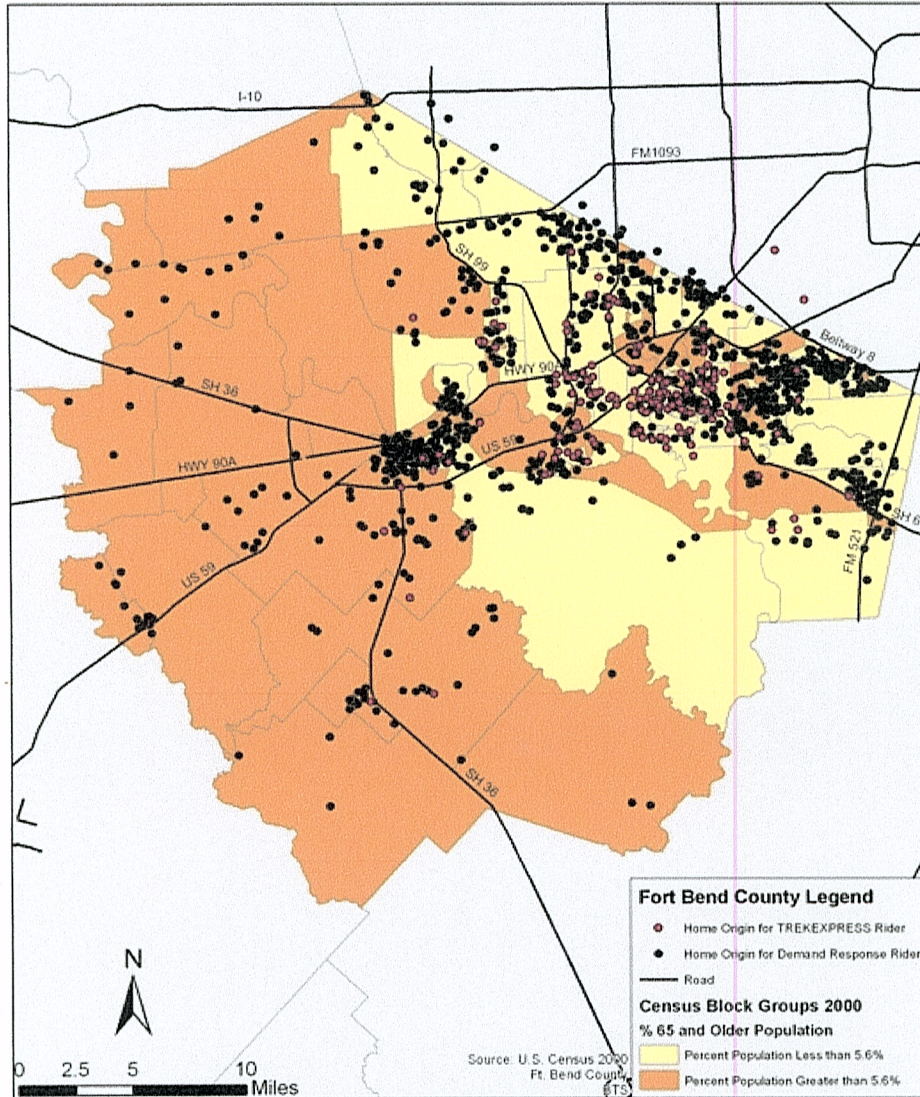 I-10
FM1093
SH 99
Beltway 8
HWY 90A
SH 36
US 59
HWY 90A
SH 6
FM 521
US 59
SH 36
Fort Bend County Legend
Home Origin for TREKEXPRESS Rider
Home Origin for Demand Response Rider
Road
Census Block Groups 2000
% 65 and Older Population
Percent Population Less than 5.6%
Percent Population Greater than 5.6%
N
0 2.5 5 10
Miles
Source: U.S. Census 2000
Ft. Bend County
BTS